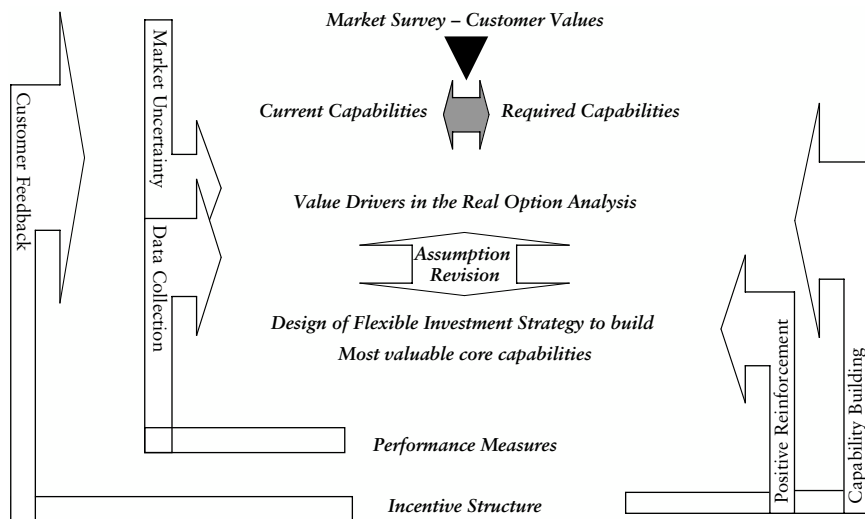 Market Survey – Customer Values
Current Capabilities
Required Capabilities
Value Drivers in the Real Option Analysis
Assumption
Revision
Design of Flexible Investment Strategy to build
Most valuable core capabilities
Performance Measures
Incentive Structure
Customer Feedback
Market Uncertainty
Data Collection
Positive Reinforcement
Capability Building